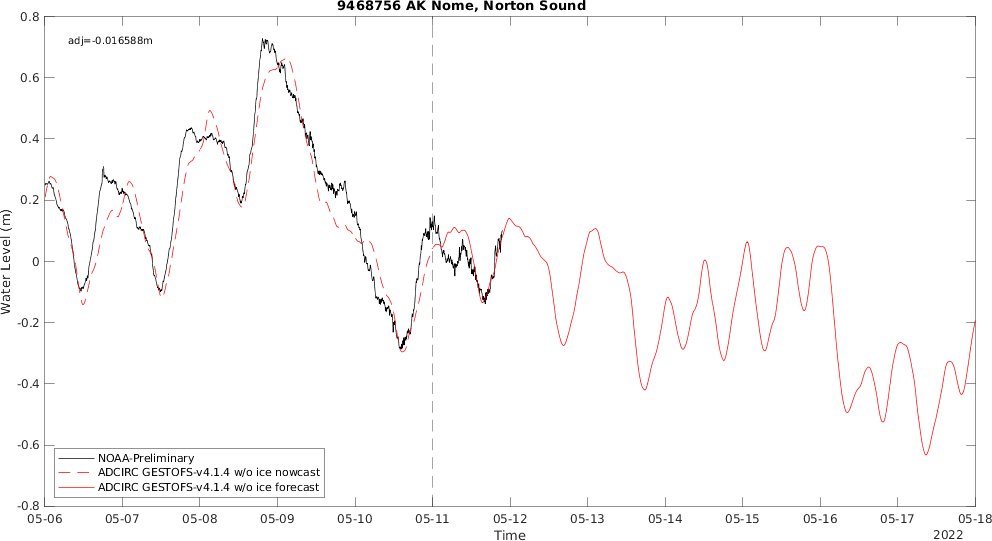 9468756 AK Nome, Norton Sound
adj=-0.016588m
Water Level (m)
0.8
0.6
0.4
0.2
0
-0.2
-0.4
-0.6
-0.8
NOAA-Preliminary
ADCIRC GESTOFS-v4.1.4 w/o ice nowcast
ADCIRC GESTOFS-v4.1.4 w/o ice forecast
05-06 05-07 05-08 05-09 05-10 05-11 05-12 05-13 05-14 05-15 05-16 05-17 05-18
Time
2022